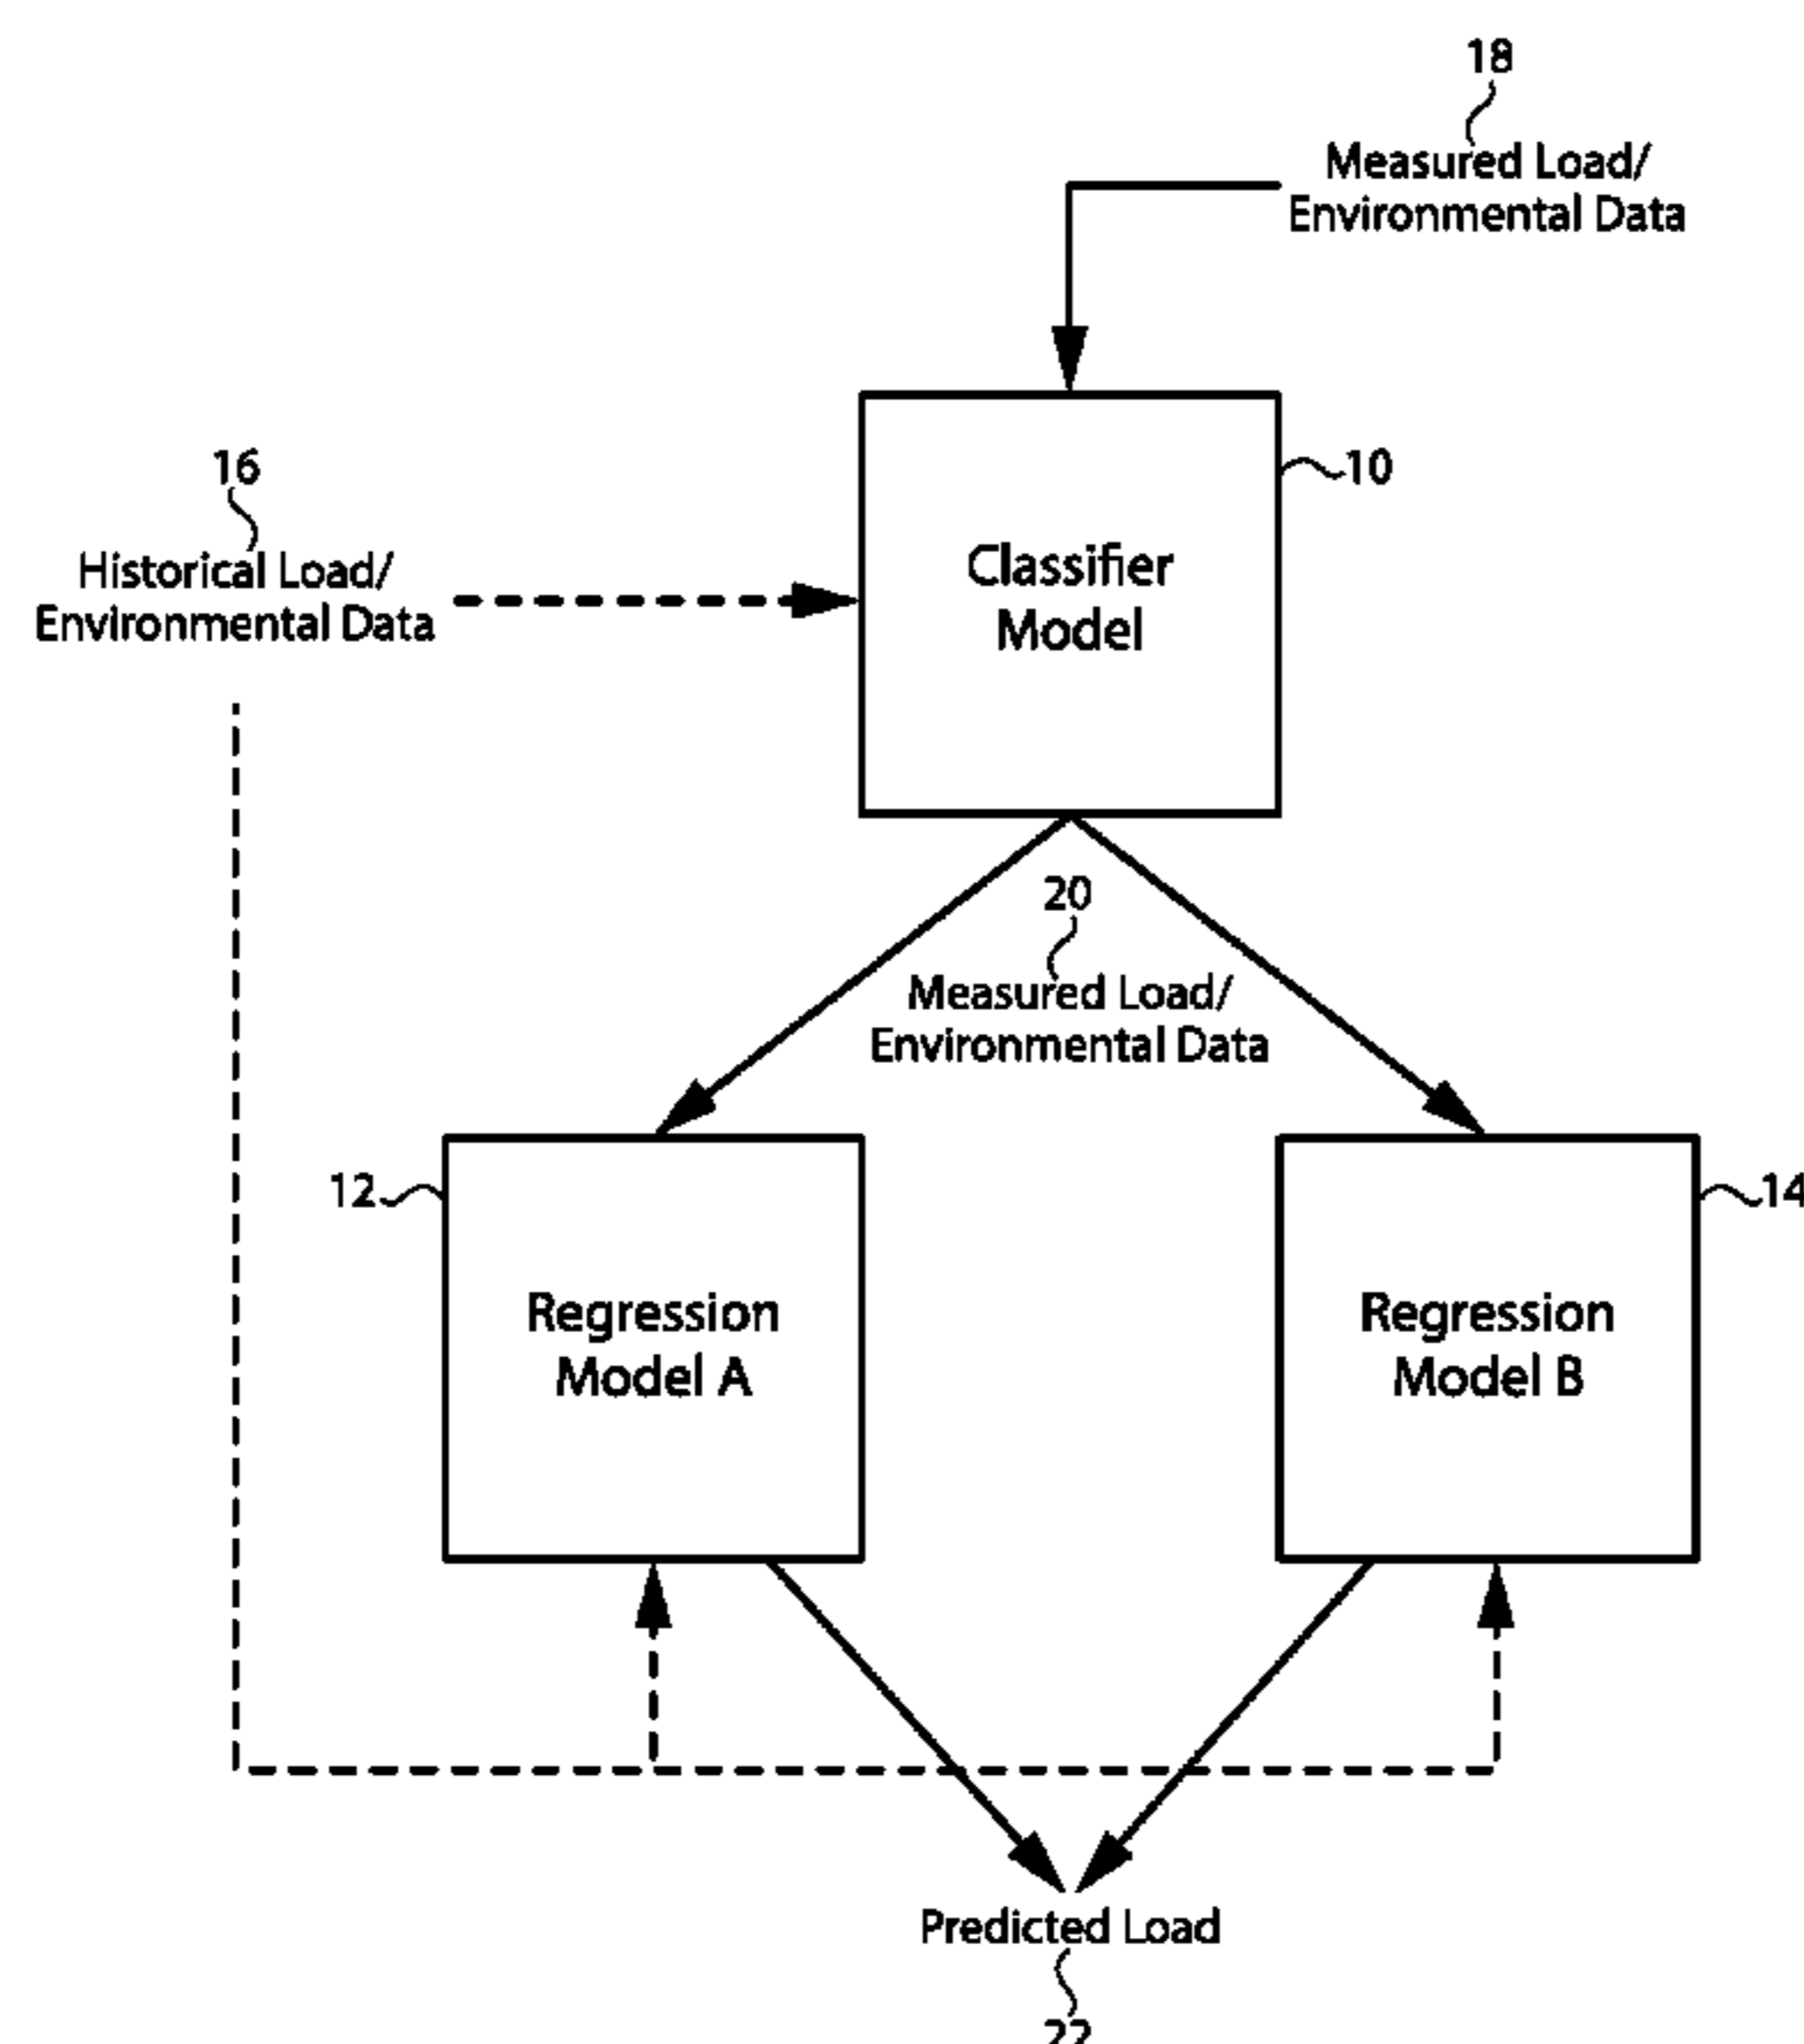 18
Measured Load/
Environmental Data
16
Historical Load/
Environmental Data
10
Classifier
Model
20
Measured Load/
Environmental Data
12
Regression
Model A
14
Regression
Model B
Predicted Load
22